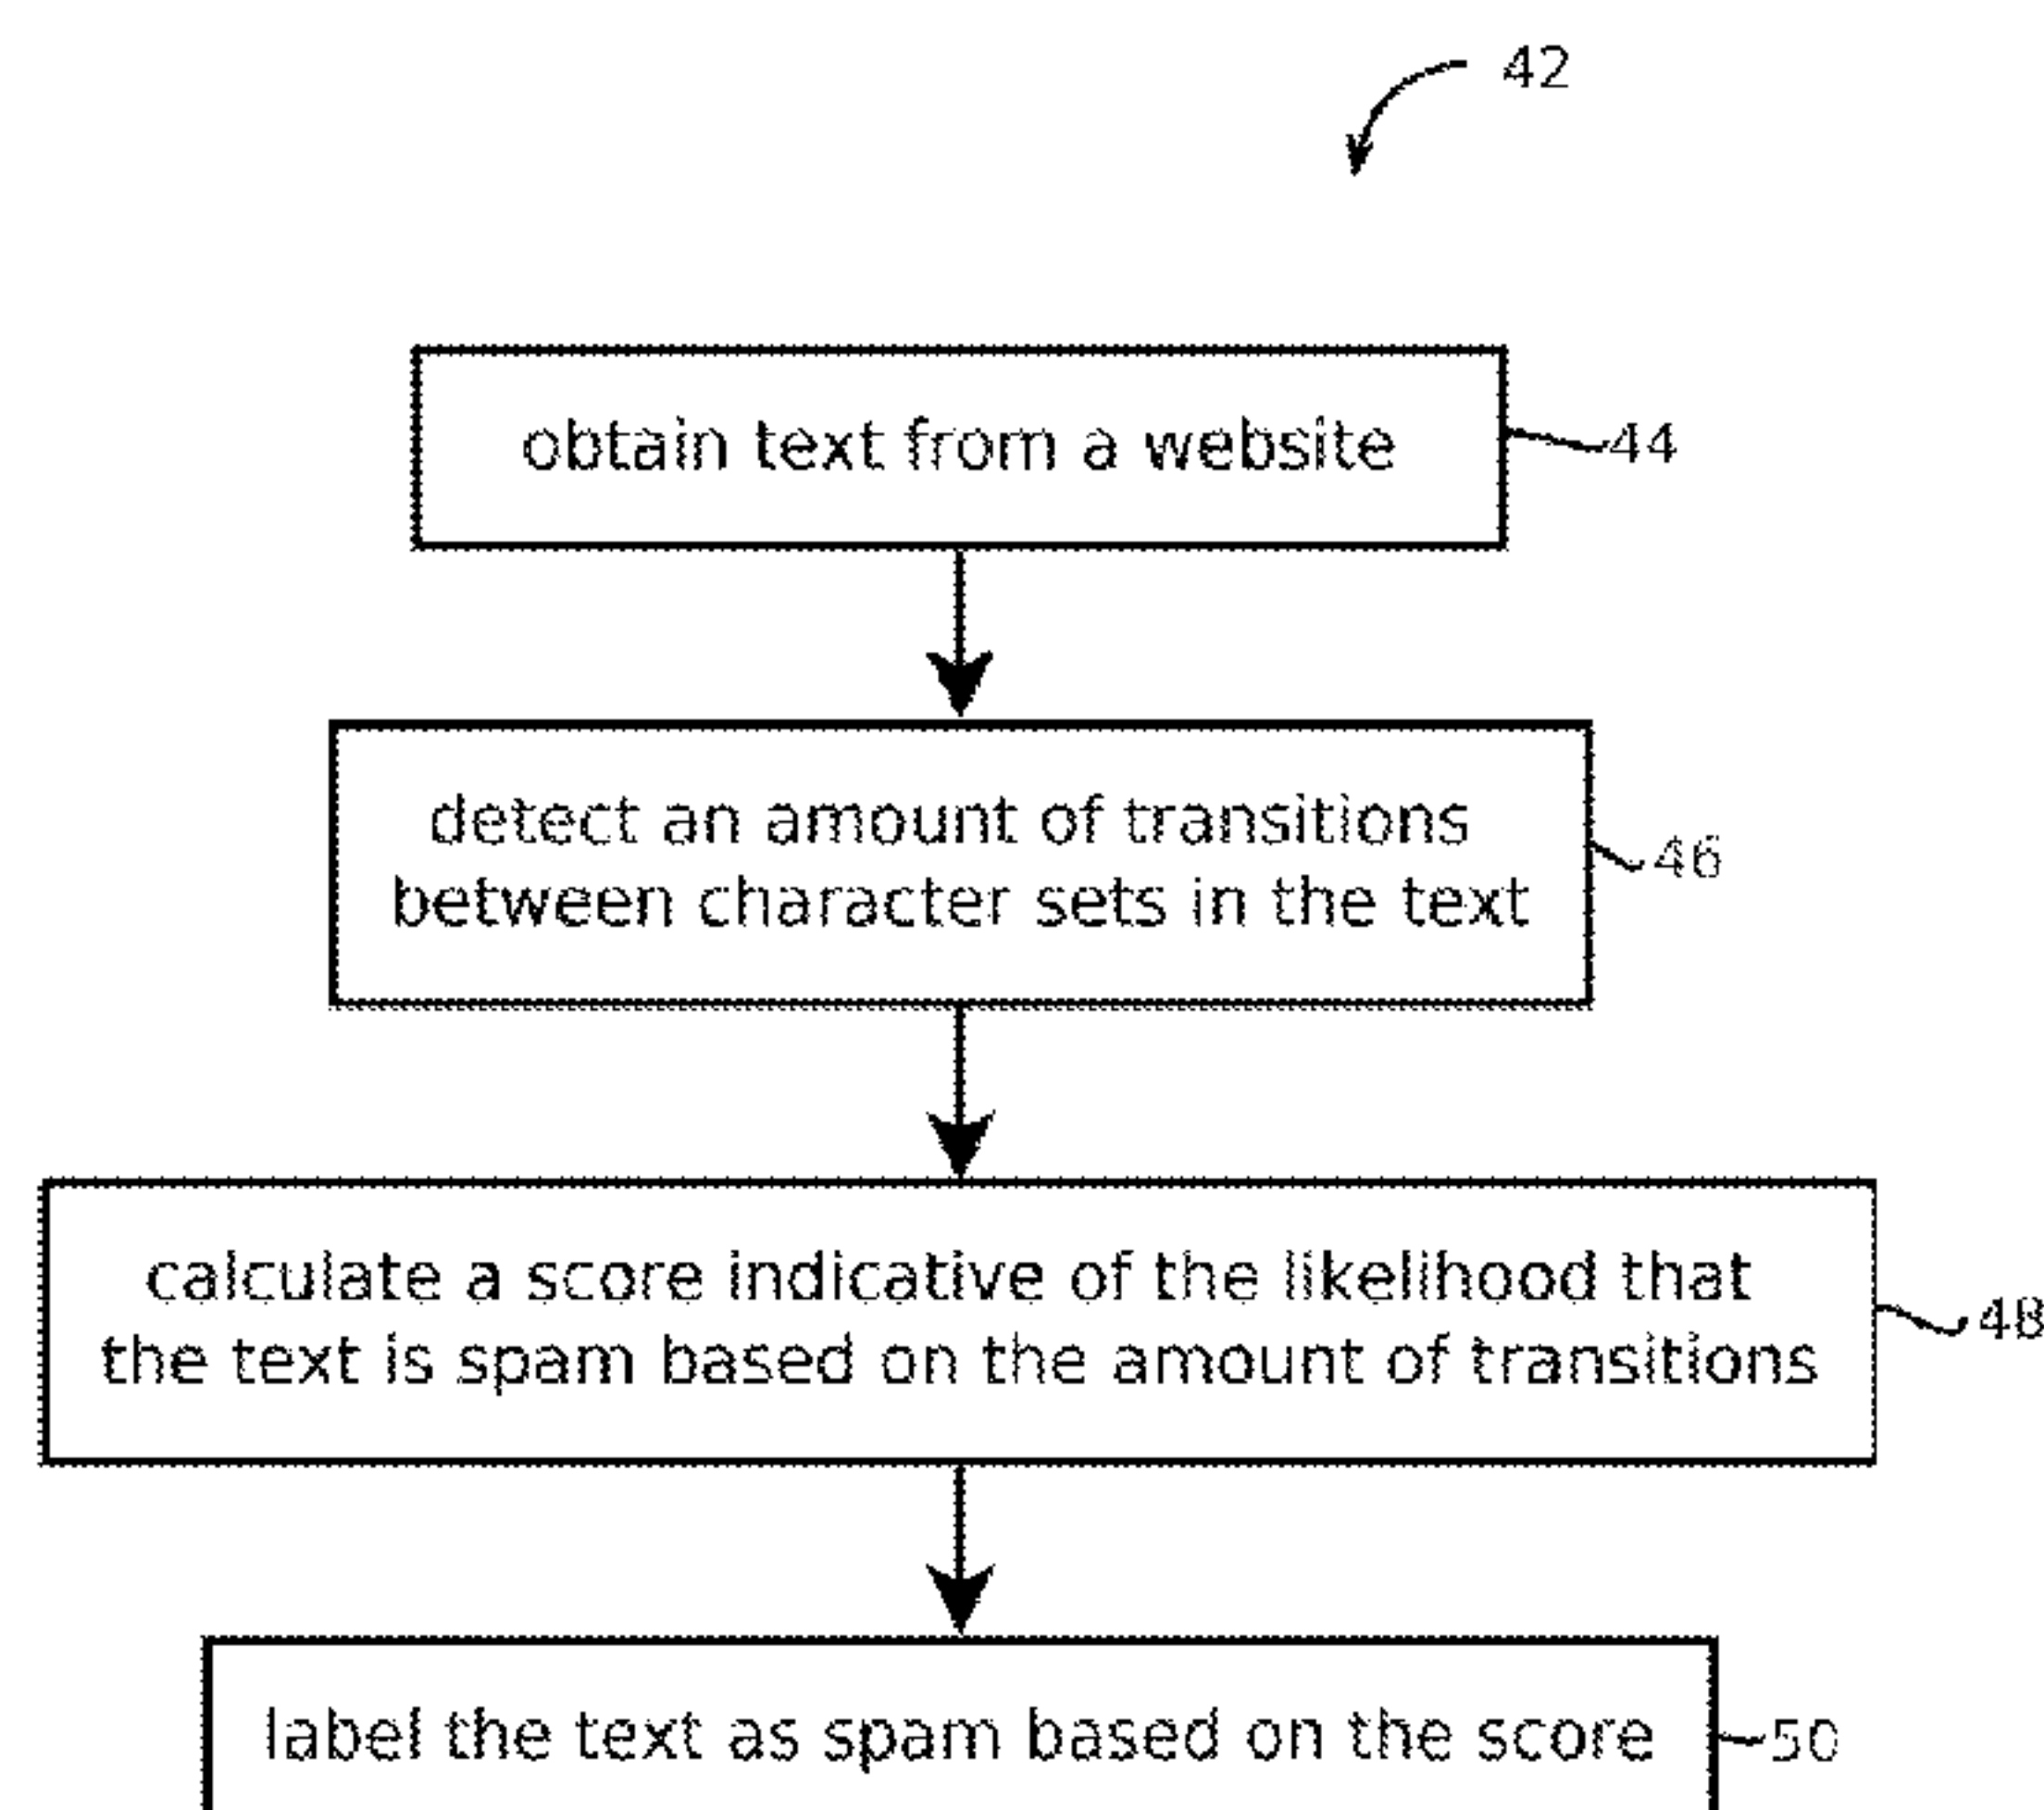 42
obtain text from a website
44
detect an amount of transitions
between character sets in the text
46
calculate a score indicative of the likelihood that
the text is spam based on the amount of transitions
48
label the text as spam based on the score
50